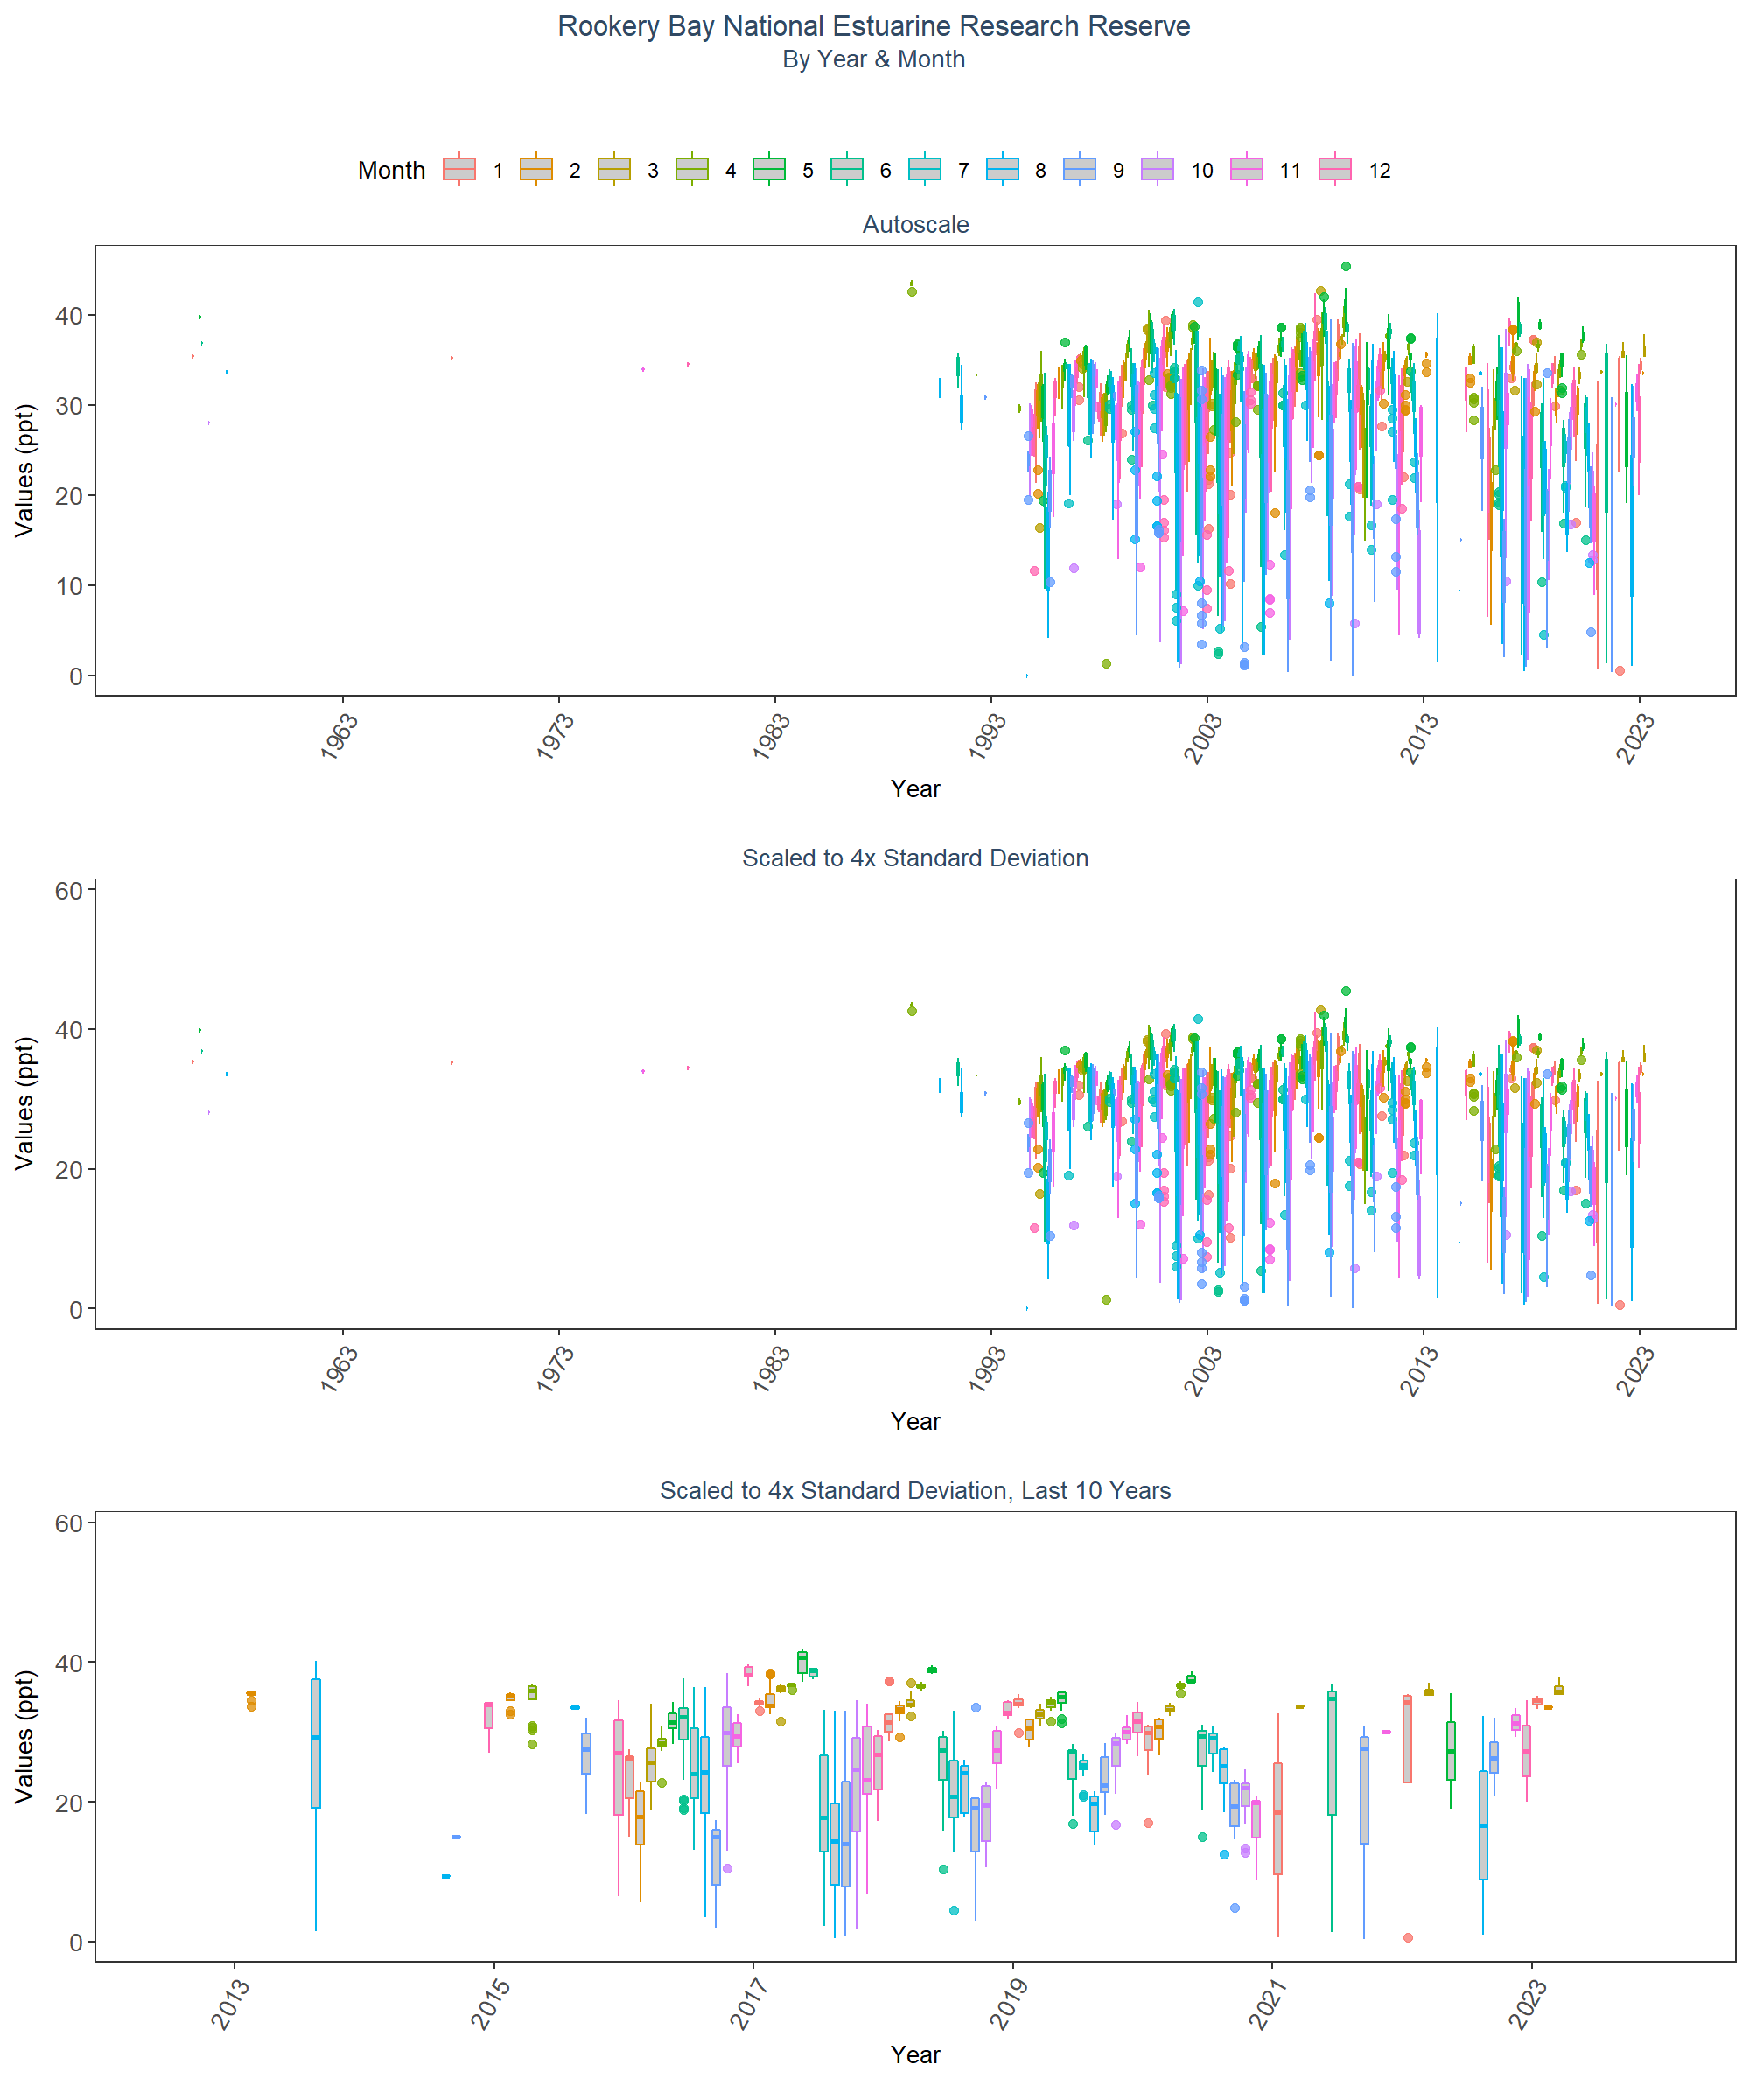 Rookery Bay National Estuarine Research Reserve
By Year & Month
Month 1 2 3 4 5 6 7 8 9 10 11 12
Autoscale
Values (ppt)
40
30
20
10
0
1963 1973 1983 1993 2003 2013 2023
Year
Scaled to 4x Standard Deviation
Values (ppt)
60
40
20
0
1963 1973 1983 1993 2003 2013 2023
Year
Scaled to 4x Standard Deviation, Last 10 Years
Values (ppt)
60
40
20
0
2013 2015 2017 2019 2021 2023
Year